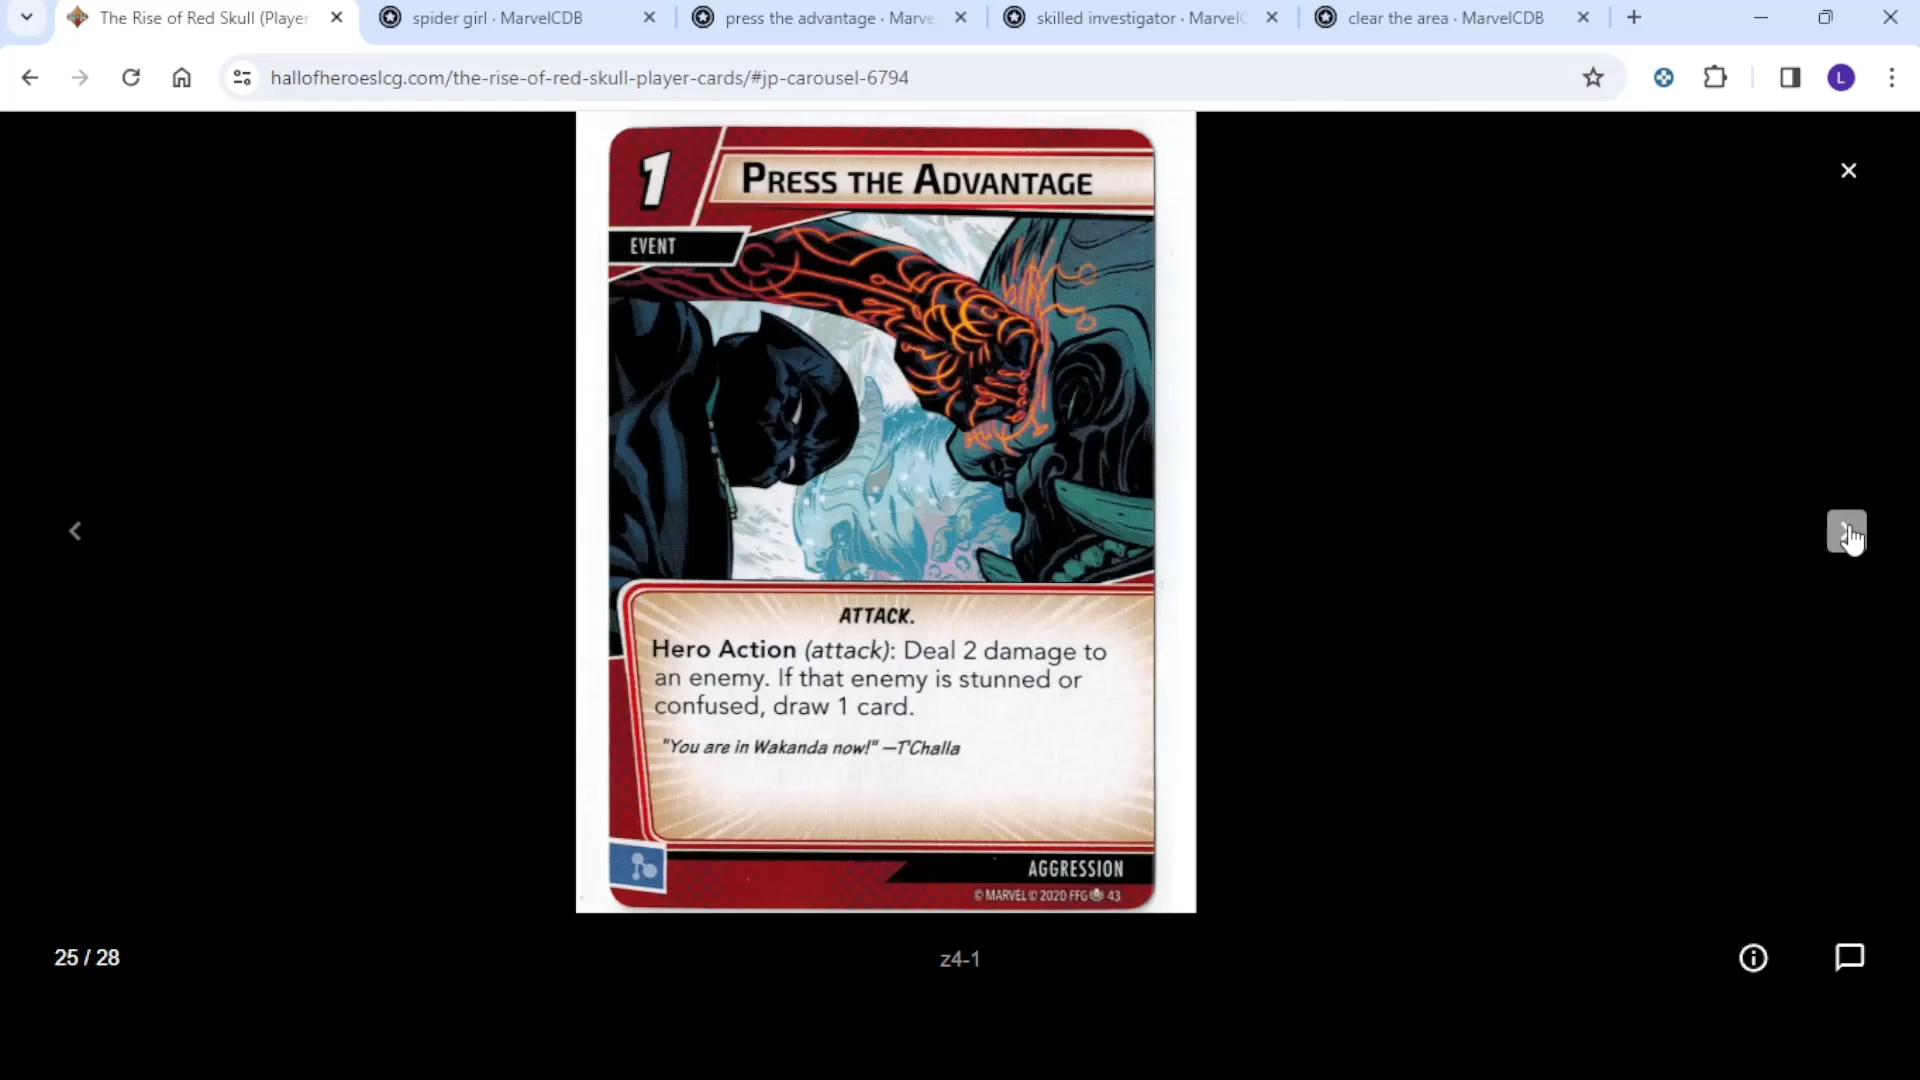 The Rise of Red Skull (Player
spider girl · MarvelCDB
press the advantage · Marve
skilled investigator · MarvelC
clear the area · MarvelCDB
hallofheroeslcg.com/the-rise-of-red-skull-player-cards/#jp-carousel-6794
L
1
PRESS THE ADVANTAGE
EVENT
ATTACK.
Hero Action (attack): Deal 2 damage to
an enemy. If that enemy is stunned or
confused, draw 1 card.
"You are in Wakanda now!" —T'Challa
AGGRESSION
© MARVEL © 2020 FFG 43
25 / 28
z4-1